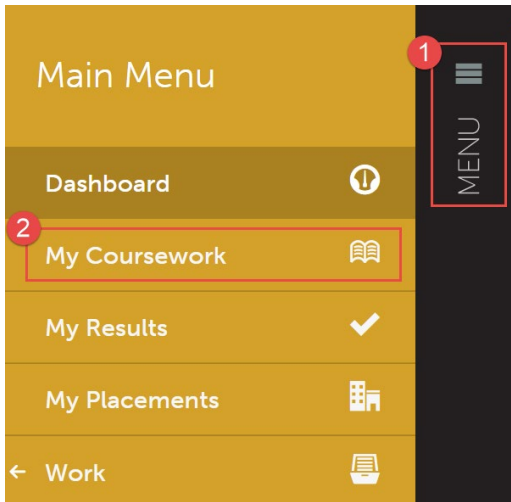 Main Menu
1
MENU
Dashboard
2
My Coursework
My Results
My Placements
Work